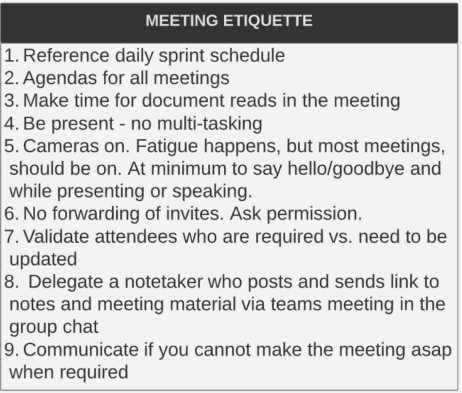 MEETING ETIQUETTE
1. Reference daily sprint schedule
2. Agendas for all meetings
3. Make time for document reads in the meeting
4. Be present - no multi-tasking
5. Cameras on. Fatigue happens, but most meetings,
should be on. At minimum to say hello/goodbye and
while presenting or speaking.
6. No forwarding of invites. Ask permission.
7. Validate attendees who are required vs. need to be
updated
8. Delegate a notetaker who posts and sends link to
notes and meeting material via teams meeting in the
group chat
9. Communicate if you cannot make the meeting asap
when required